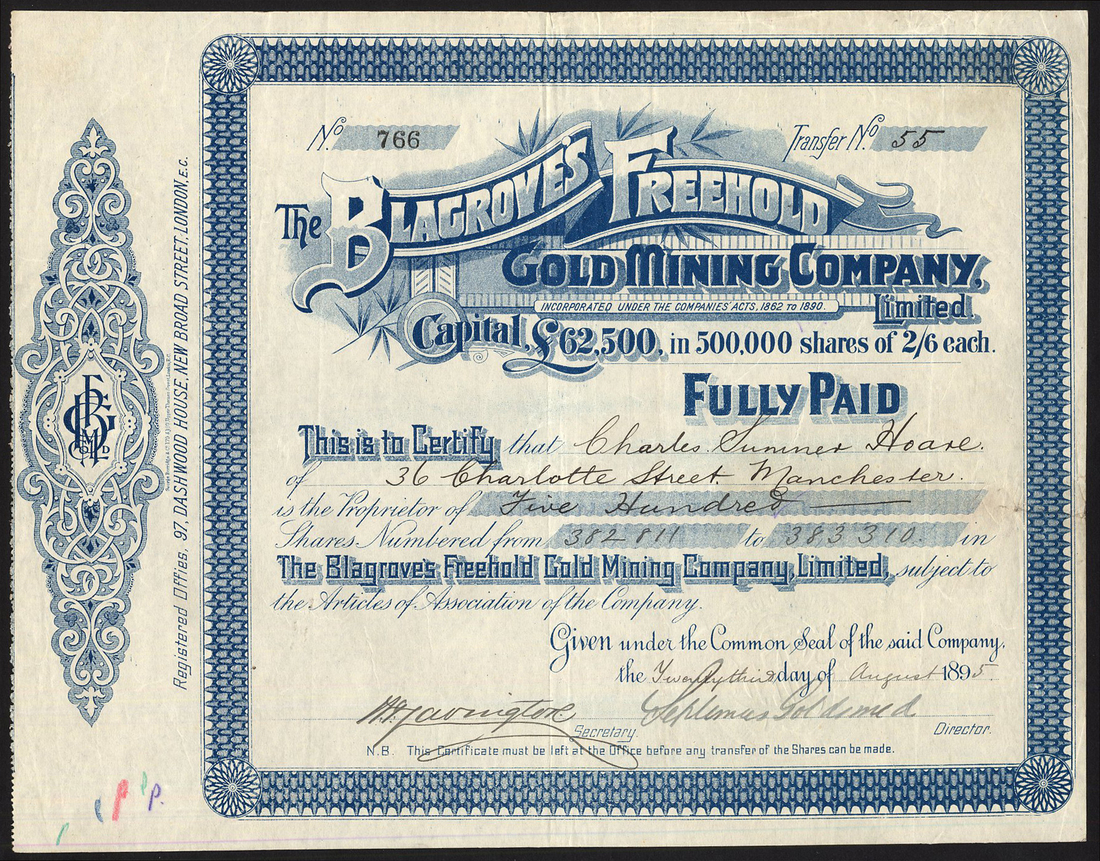 No. 766
Transfer No. 55
The Blagrove's Freehold
Gold Mining Company,
Limited.
Incorporated under the Companies' Acts, 1862 to 1890
Capital, £62,500, in 500,000 shares of 2/6 each.
Fully Paid
This is to Certify that Charles Sumner Hoare.
of 36 Charlotte Street. Manchester.
is the Proprietor of Five Hundred
Shares Numbered from 382811 to 383310. in
The Blagrove's Freehold Gold Mining Company, Limited, subject to
the Articles of Association of the Company.
Given under the Common Seal of the said Company.
the Twenty third day of August 1895.
Septimus Goldsmid
Secretary.
Director.
N.B. This Certificate must be left at the Office before any transfer of the Shares can be made.
Registered Offies. 97, Dashwood House, New Broad Street, London, E.C.
p p p